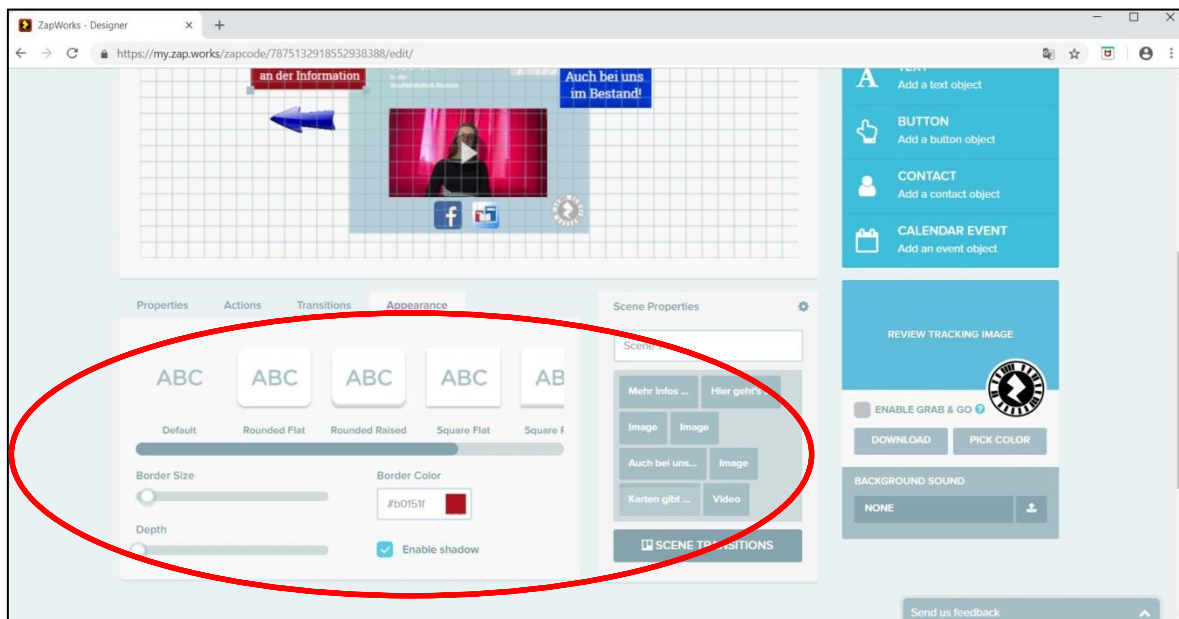 ZapWorks - Designer
https://my.zap.works/zapcode/7875132918552938388/edit/
an der Information
Auch bei uns
im Bestand!
TEXT
Add a text object
BUTTON
Add a button object
CONTACT
Add a contact object
CALENDAR EVENT
Add an event object
Properties Actions Transitions Appearance
ABC ABC ABC ABC AB
Default Rounded Flat Rounded Raised Square Flat Square
Border Size
Border Color
#b0151f
Depth
Enable shadow
Scene Properties
Scene
Mehr Infos ... Hier geht's
Image Image
Auch bei uns... Image
Karten gibt ... Video
SCENE TRANSITIONS
REVIEW TRACKING IMAGE
ENABLE GRAB & GO ?
DOWNLOAD PICK COLOR
BACKGROUND SOUND
NONE
Send us feedback